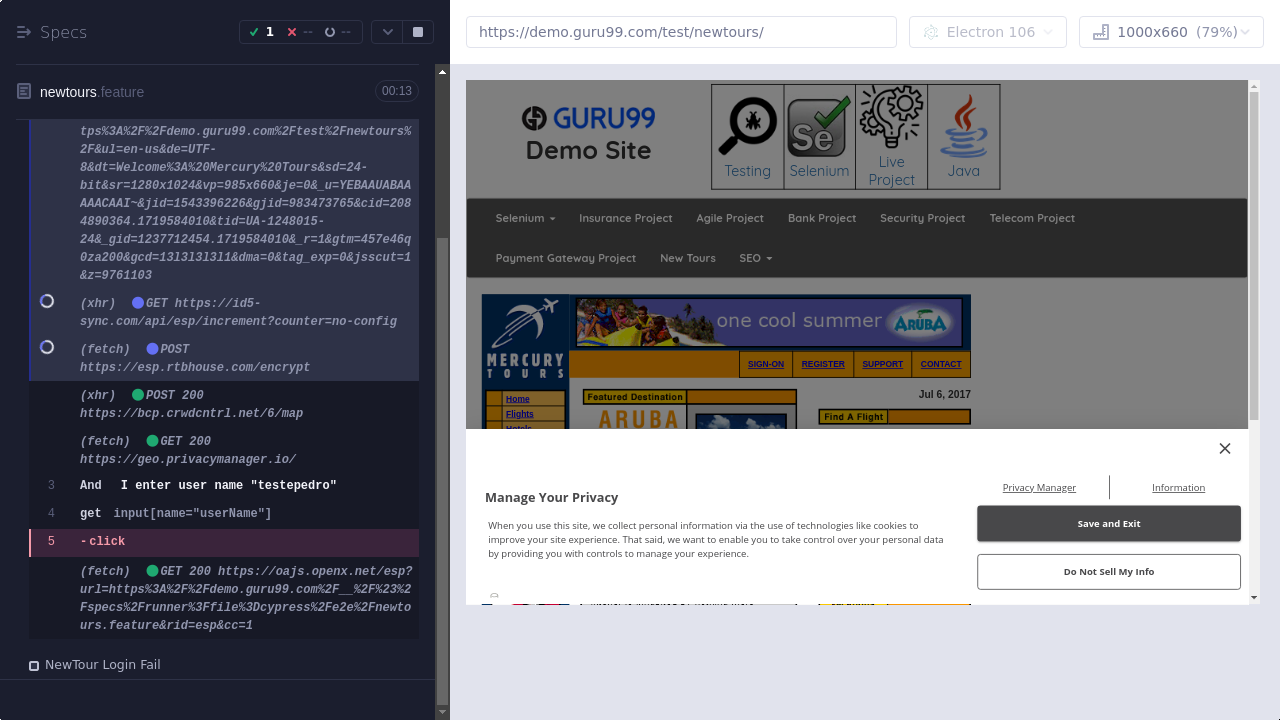 Specs
1
--
--
newtours.feature
00:13
tps%3A%2F%2Fdemo.guru99.com%2Ftest%2Fnewtours%
2F&ul=en-us&de=UTF-
8&dt=Welcome%3A%20Mercury%20Tours&sd=24-
bit&sr=1280x1024&vp=985x660&je=0&_u=YEBAAUABAA
AAACAAI~&jid=1543396226&gjid=983473765&cid=208
4890364.1719584010&tid=UA-1248015-
24&_gid=1237712454.1719584010&_r=1&gtm=457e46q
0za200&gcd=13l3l3l3l1&dma=0&tag_exp=0&jsscut=1
&z=9761103
(xhr) GET https://id5-
sync.com/api/esp/increment?counter=no-config
(fetch) POST
https://esp.rtbhouse.com/encrypt
(xhr) POST 200
https://bcp.crwdcntrl.net/6/map
(fetch) GET 200
https://geo.privacymanager.io/
3 And I enter user name "testepedro"
4 get input[name="userName"]
5 -click
(fetch) GET 200 https://oajs.openx.net/esp?
url=https%3A%2F%2Fdemo.guru99.com%2F__%2F%23%2
Fspecs%2Frunner%3Ffile%3Dcypress%2Fe2e%2Fnewto
urs.feature&rid=esp&cc=1
NewTour Login Fail
https://demo.guru99.com/test/newtours/
Electron 106
1000x660 (79%)
GURU99
Demo Site
Testing
Se
Selenium
Live
Project
Java
Selenium
Insurance Project
Agile Project
Bank Project
Security Project
Telecom Project
Payment Gateway Project
New Tours
SEO
MERCURY
TOURS
one cool summer
ARUBA
SIGN-ON
REGISTER
SUPPORT
CONTACT
Home
Flights
Hotels
Featured Destination
ARUBA
Jul 6, 2017
Find A Flight
Manage Your Privacy
When you use this site, we collect personal information via the use of technologies like cookies to
improve your site experience. That said, we want to enable you to take control over your personal data
by providing you with controls to manage your experience.
Privacy Manager
Information
Save and Exit
Do Not Sell My Info